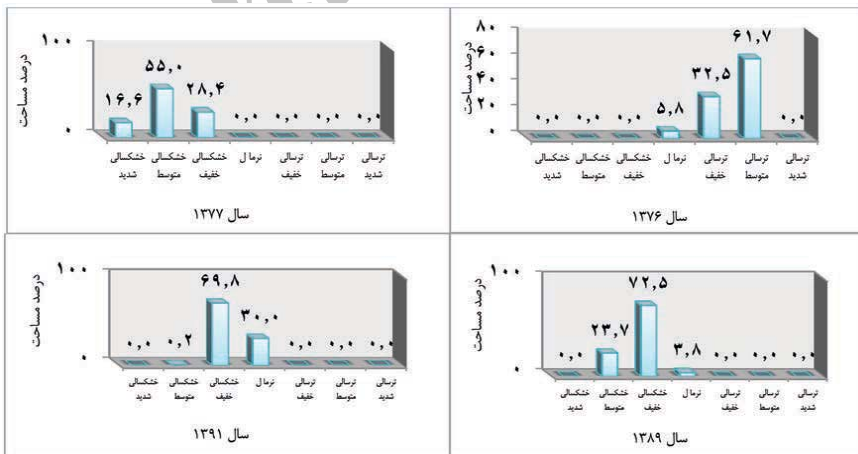 درصد مساحت
۸۰
۶۰
۴۰
۲۰
۰
۰٫۰ ۰٫۰ ۰٫۰ ۵٫۸ ۳۲٫۵ ۶۱٫۷ ۰٫۰
خشکسالی شدید
خشکسالی متوسط
خشکسالی خفیف
نرمال
ترسالی خفیف
ترسالی متوسط
ترسالی شدید
سال ۱۳۷۶
درصد مساحت
۱۰۰
۰
۱۶٫۶ ۵۵٫۰ ۲۸٫۴ ۰٫۰ ۰٫۰ ۰٫۰ ۰٫۰
خشکسالی شدید
خشکسالی متوسط
خشکسالی خفیف
نرمال
ترسالی خفیف
ترسالی متوسط
ترسالی شدید
سال ۱۳۷۷
درصد مساحت
۱۰۰
۰
۰٫۰ ۲۳٫۷ ۷۲٫۵ ۳٫۸ ۰٫۰ ۰٫۰ ۰٫۰
خشکسالی شدید
خشکسالی متوسط
خشکسالی خفیف
نرمال
ترسالی خفیف
ترسالی متوسط
ترسالی شدید
سال ۱۳۸۹
درصد مساحت
۱۰۰
۰
۰٫۰ ۰٫۲ ۶۹٫۸ ۳۰٫۰ ۰٫۰ ۰٫۰ ۰٫۰
خشکسالی شدید
خشکسالی متوسط
خشکسالی خفیف
نرمال
ترسالی خفیف
ترسالی متوسط
ترسالی شدید
سال ۱۳۹۱